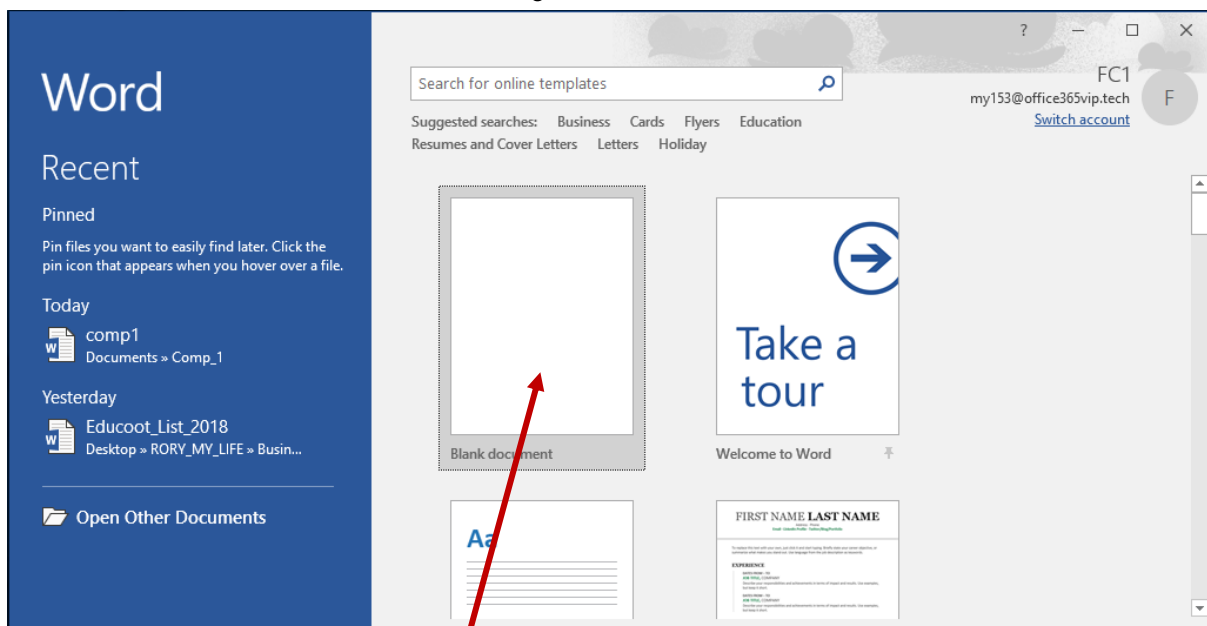 Word
Recent
Pinned
Pin files you want to easily find later. Click the
pin icon that appears when you hover over a file.
Today
comp1
Documents » Comp_1
Yesterday
Educoot_List_2018
Desktop » RORY_MY_LIFE » Busin...
Open Other Documents
?
FC1
my153@office365vip.tech
Switch account
F
Search for online templates
Suggested searches: Business Cards Flyers Education
Resumes and Cover Letters Letters Holiday
Blank document
Take a
tour
Welcome to Word
Aa
FIRST NAME LAST NAME
EXPERIENCE